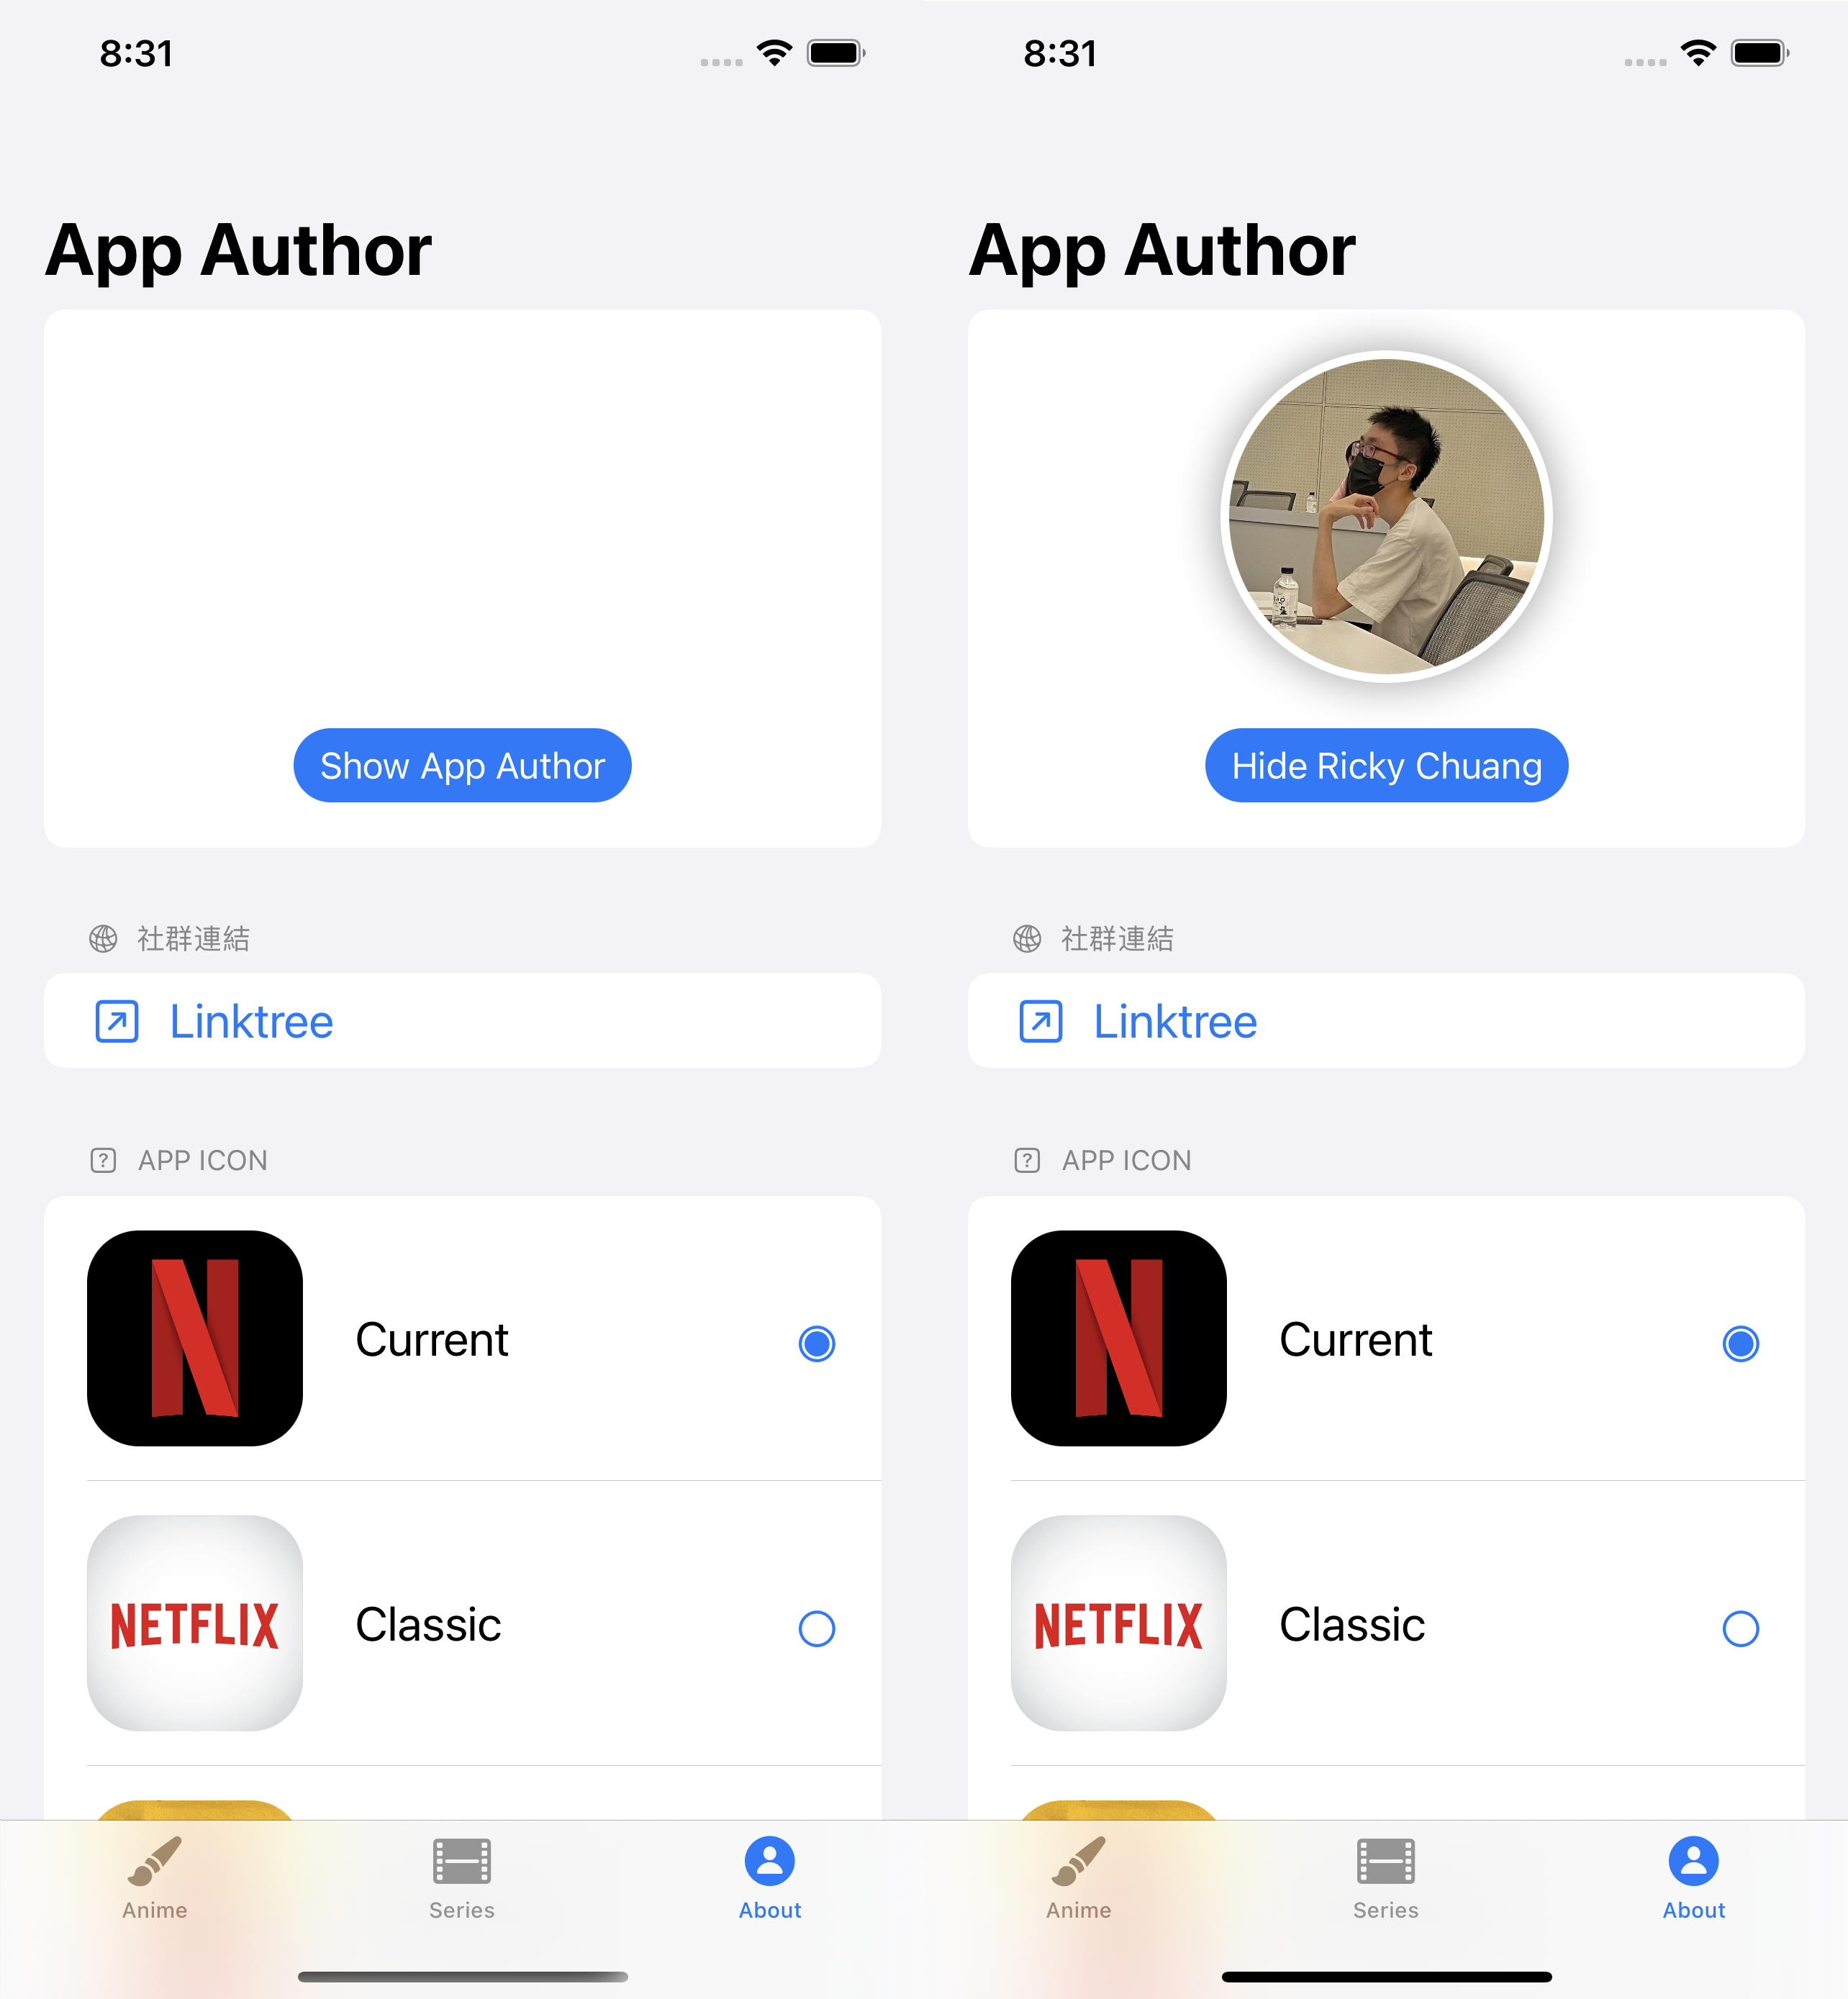 8:31
App Author
Show App Author
社群連結
Linktree
APP ICON
Current
NETFLIX
Classic
Anime
Series
About
8:31
App Author
Hide Ricky Chuang
社群連結
Linktree
APP ICON
Current
NETFLIX
Classic
Anime
Series
About